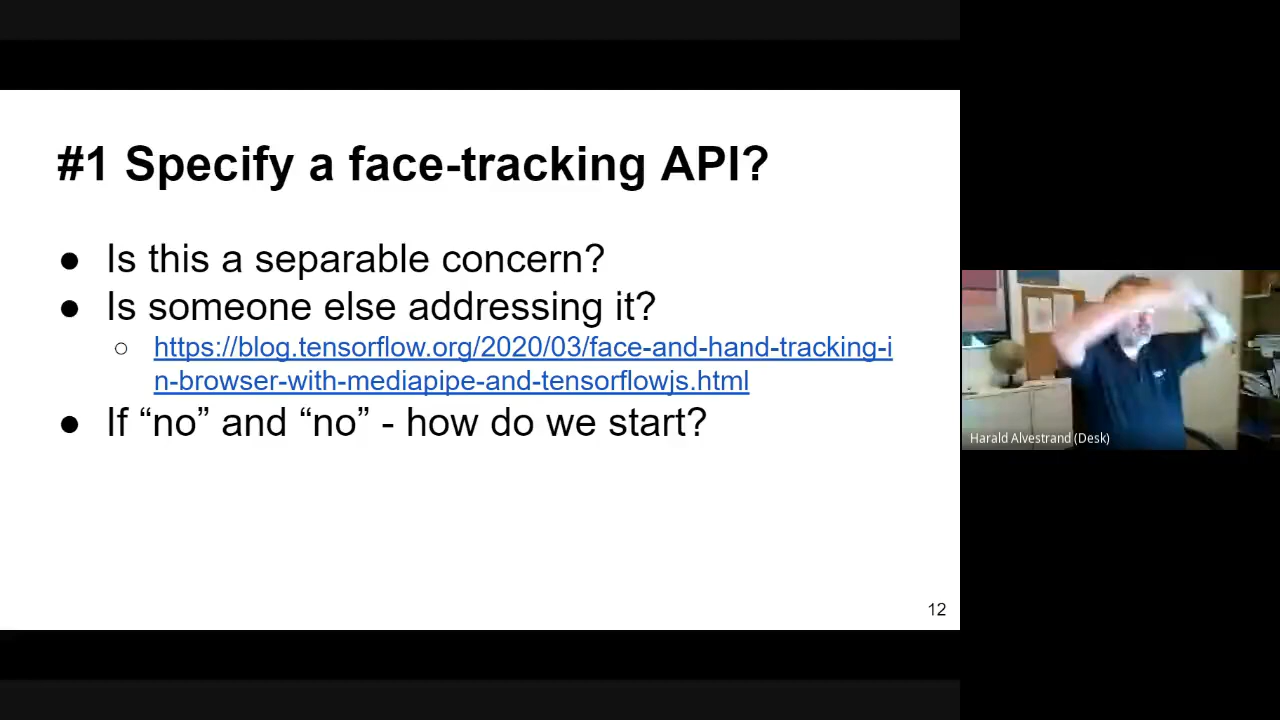 #1 Specify a face-tracking API?
● Is this a separable concern?
● Is someone else addressing it?
○ https://blog.tensorflow.org/2020/03/face-and-hand-tracking-i
n-browser-with-mediapipe-and-tensorflowjs.html
● If “no” and “no” - how do we start?
12
Harald Alvestrand (Desk)